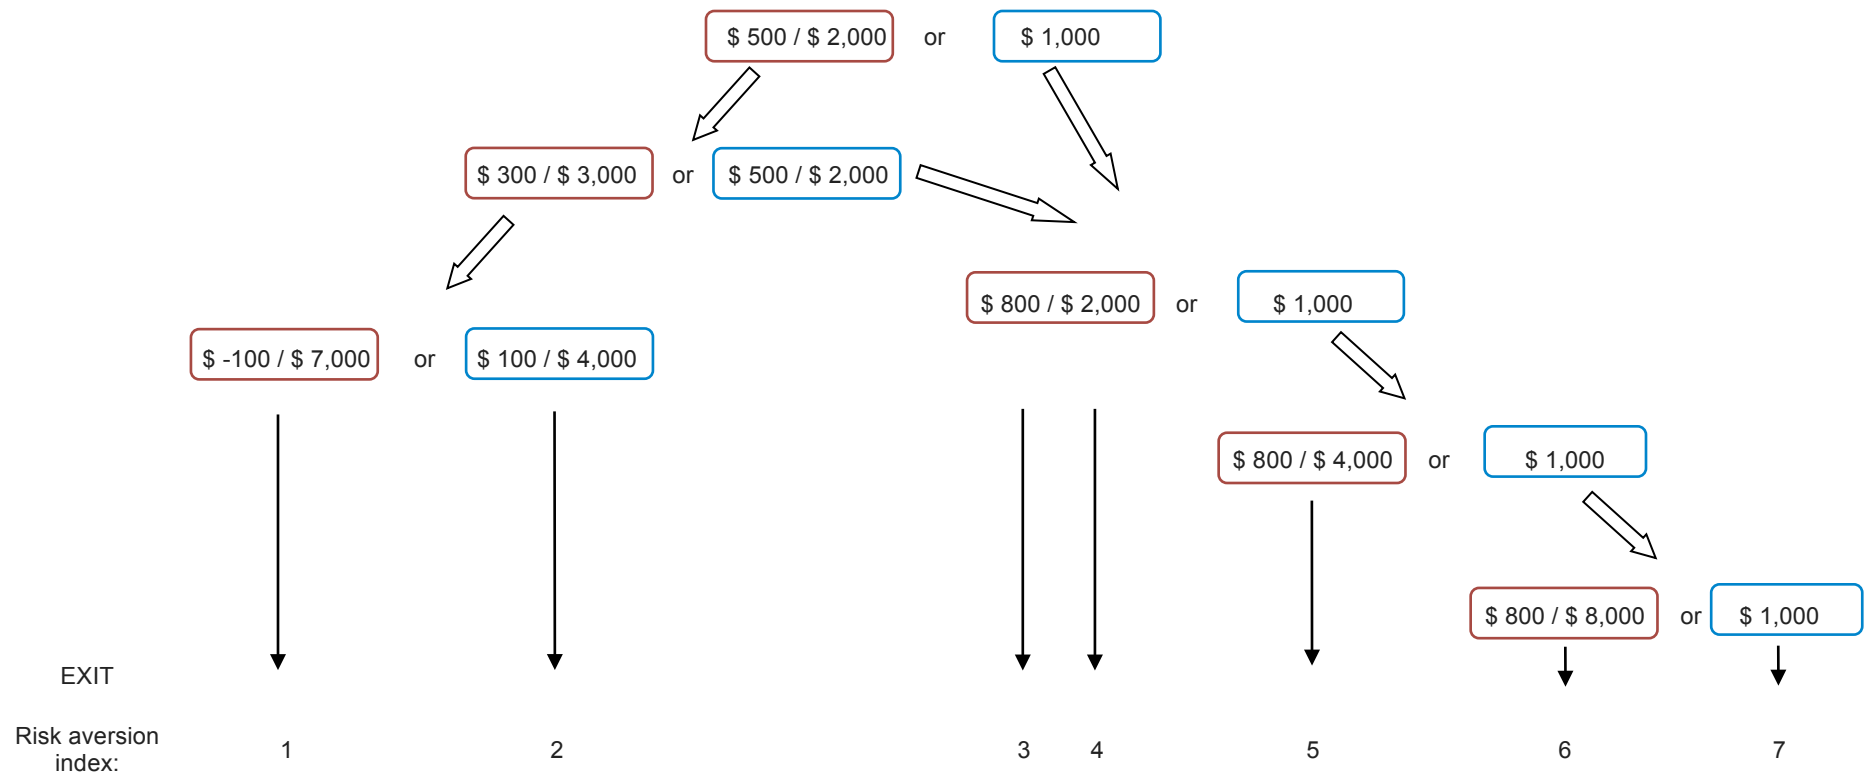 $ 500 / $ 2,000 or $ 1,000
$ 300 / $ 3,000 or $ 500 / $ 2,000
$ 800 / $ 2,000 or $ 1,000
$ -100 / $ 7,000 or $ 100 / $ 4,000
$ 800 / $ 4,000 or $ 1,000
$ 800 / $ 8,000 or $ 1,000
EXIT
Risk aversion
index:
1 2 3 4 5 6 7